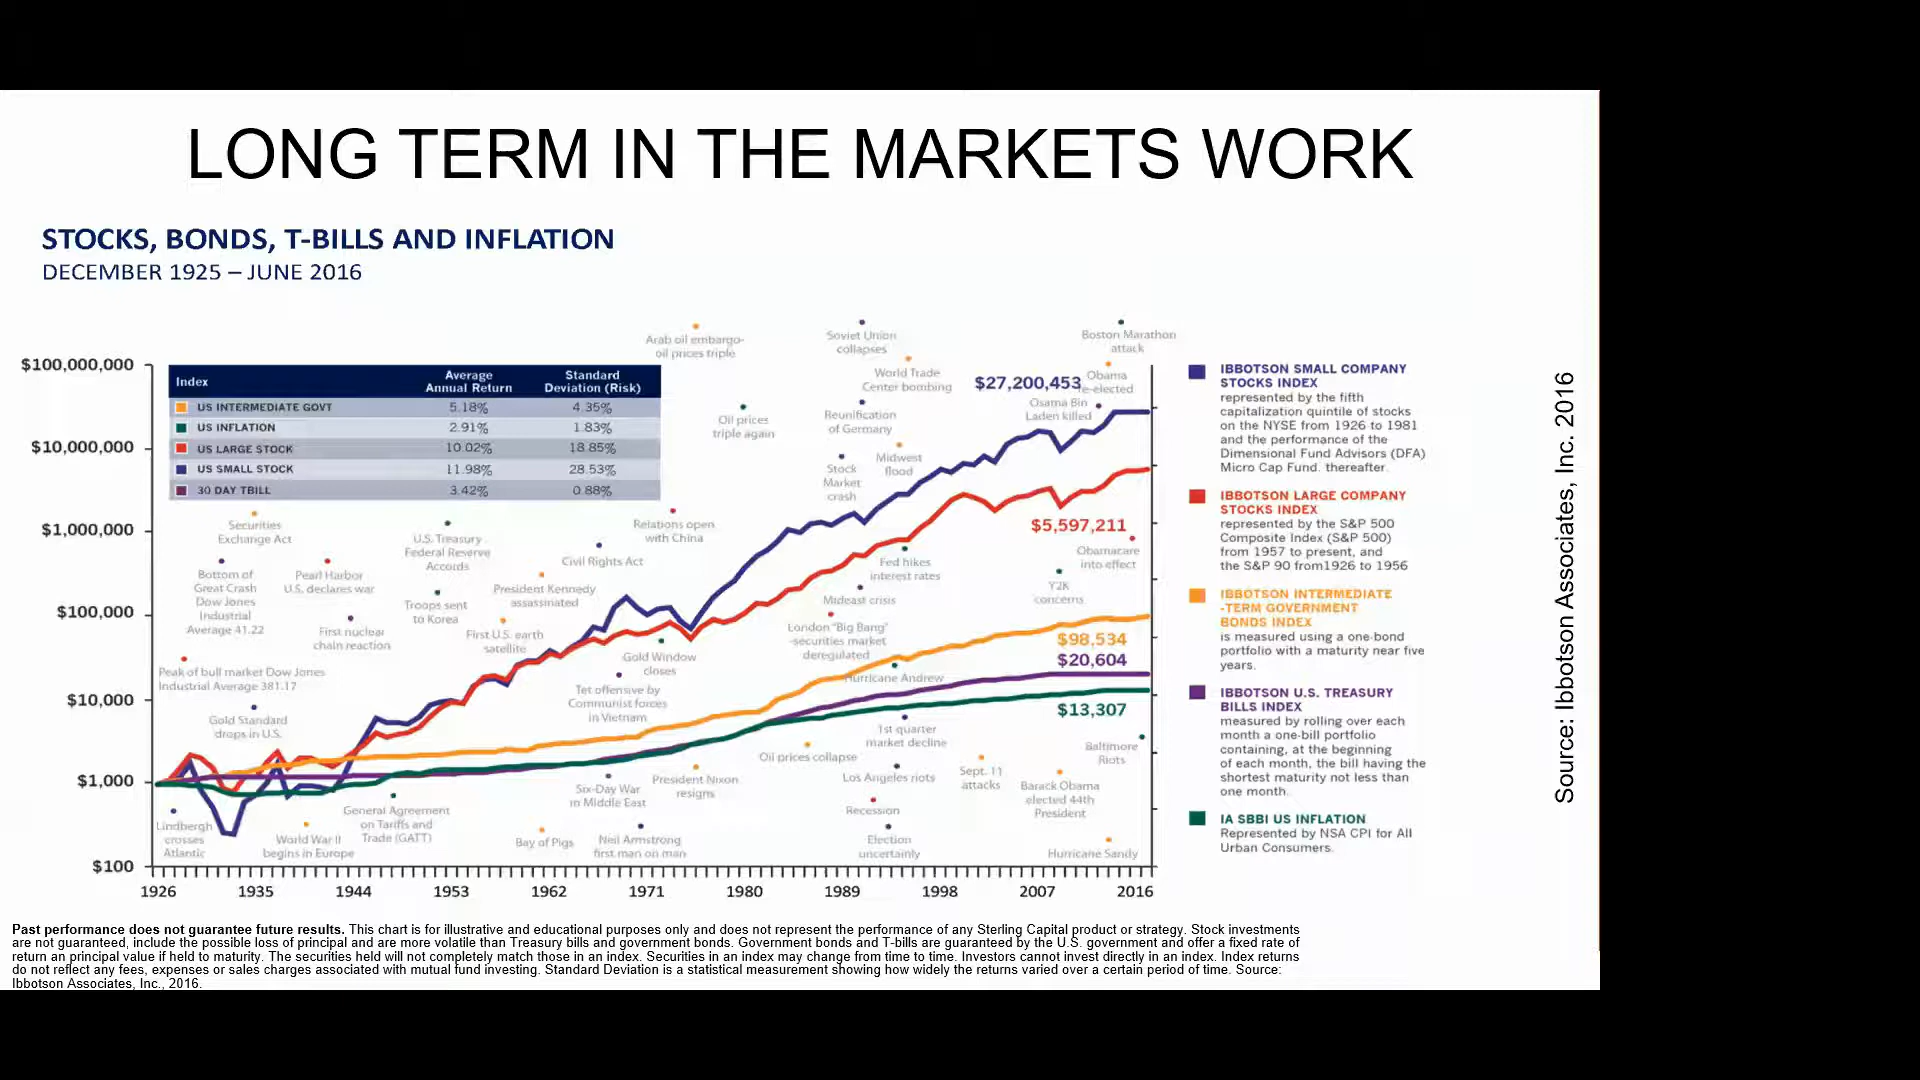 LONG TERM IN THE MARKETS WORK
STOCKS, BONDS, T-BILLS AND INFLATION
DECEMBER 1925 – JUNE 2016
$100,000,000
$10,000,000
$1,000,000
$100,000
$10,000
$1,000
$100
Index
Average
Annual Return
Standard
Deviation (Risk)
US INTERMEDIATE GOVT 5.18% 4.35%
US INFLATION 2.91% 1.83%
US LARGE STOCK 10.02% 18.85%
US SMALL STOCK 11.98% 28.53%
30 DAY TBILL 3.42% 0.88%
Arab oil embargo-
oil prices triple
Soviet Union
collapses
Boston Marathon
attack
World Trade
Center bombing
$27,200,453
Obama
re-elected
Osama Bin
Laden killed
Oil prices
triple again
Reunification
of Germany
Midwest
flood
Stock
Market
crash
Securities
Exchange Act
U.S. Treasury
Federal Reserve
Accords
Relations open
with China
$5,597,211
Civil Rights Act
Obamacare
into effect
Bottom of
Great Crash
Dow Jones
Industrial
Average 41.22
Pearl Harbor
U.S. declares war
President Kennedy
assassinated
Fed hikes
interest rates
Y2K
concerns
Troops sent
to Korea
Mideast crisis
First nuclear
chain reaction
First U.S. earth
satellite
London "Big Bang"
-securities market
deregulated
$98,534
Gold Window
closes
$20,604
Peak of bull market Dow Jones
Industrial Average 381.17
Hurricane Andrew
Tet offensive by
Communist forces
in Vietnam
$13,307
Gold Standard
drops in U.S.
1st quarter
market decline
Baltimore
Riots
Oil prices collapse
President Nixon
resigns
Los Angeles riots
Sept. 11
attacks
Six-Day War
in Middle East
Barack Obama
elected 44th
President
General Agreement
on Tariffs and
Trade (GATT)
Recession
Lindbergh
crosses
Atlantic
World War II
begins in Europe
Bay of Pigs
Neil Armstrong
first man on man
Election
uncertainly
Hurricane Sandy
1926 1935 1944 1953 1962 1971 1980 1989 1998 2007 2016
IBBOTSON SMALL COMPANY
STOCKS INDEX
represented by the fifth
capitalization quintile of stocks
on the NYSE from 1926 to 1981
and the performance of the
Dimensional Fund Advisors (DFA)
Micro Cap Fund. thereafter.
IBBOTSON LARGE COMPANY
STOCKS INDEX
represented by the S&P 500
Composite Index (S&P 500)
from 1957 to present, and
the S&P 90 from1926 to 1956
IBBOTSON INTERMEDIATE
-TERM GOVERNMENT
BONDS INDEX
is measured using a one-bond
portfolio with a maturity near five
years.
IBBOTSON U.S. TREASURY
BILLS INDEX
measured by rolling over each
month a one-bill portfolio
containing, at the beginning
of each month, the bill having the
shortest maturity not less than
one month.
IA SBBI US INFLATION
Represented by NSA CPI for All
Urban Consumers.
Source: Ibbotson Associates, Inc. 2016
Past performance does not guarantee future results. This chart is for illustrative and educational purposes only and does not represent the performance of any Sterling Capital product or strategy. Stock investments
are not guaranteed, include the possible loss of principal and are more volatile than Treasury bills and government bonds. Government bonds and T-bills are guaranteed by the U.S. government and offer a fixed rate of
return an principal value if held to maturity. The securities held will not completely match those in an index. Securities in an index may change from time to time. Investors cannot invest directly in an index. Index returns
do not reflect any fees, expenses or sales charges associated with mutual fund investing. Standard Deviation is a statistical measurement showing how widely the returns varied over a certain period of time. Source:
Ibbotson Associates, Inc., 2016.